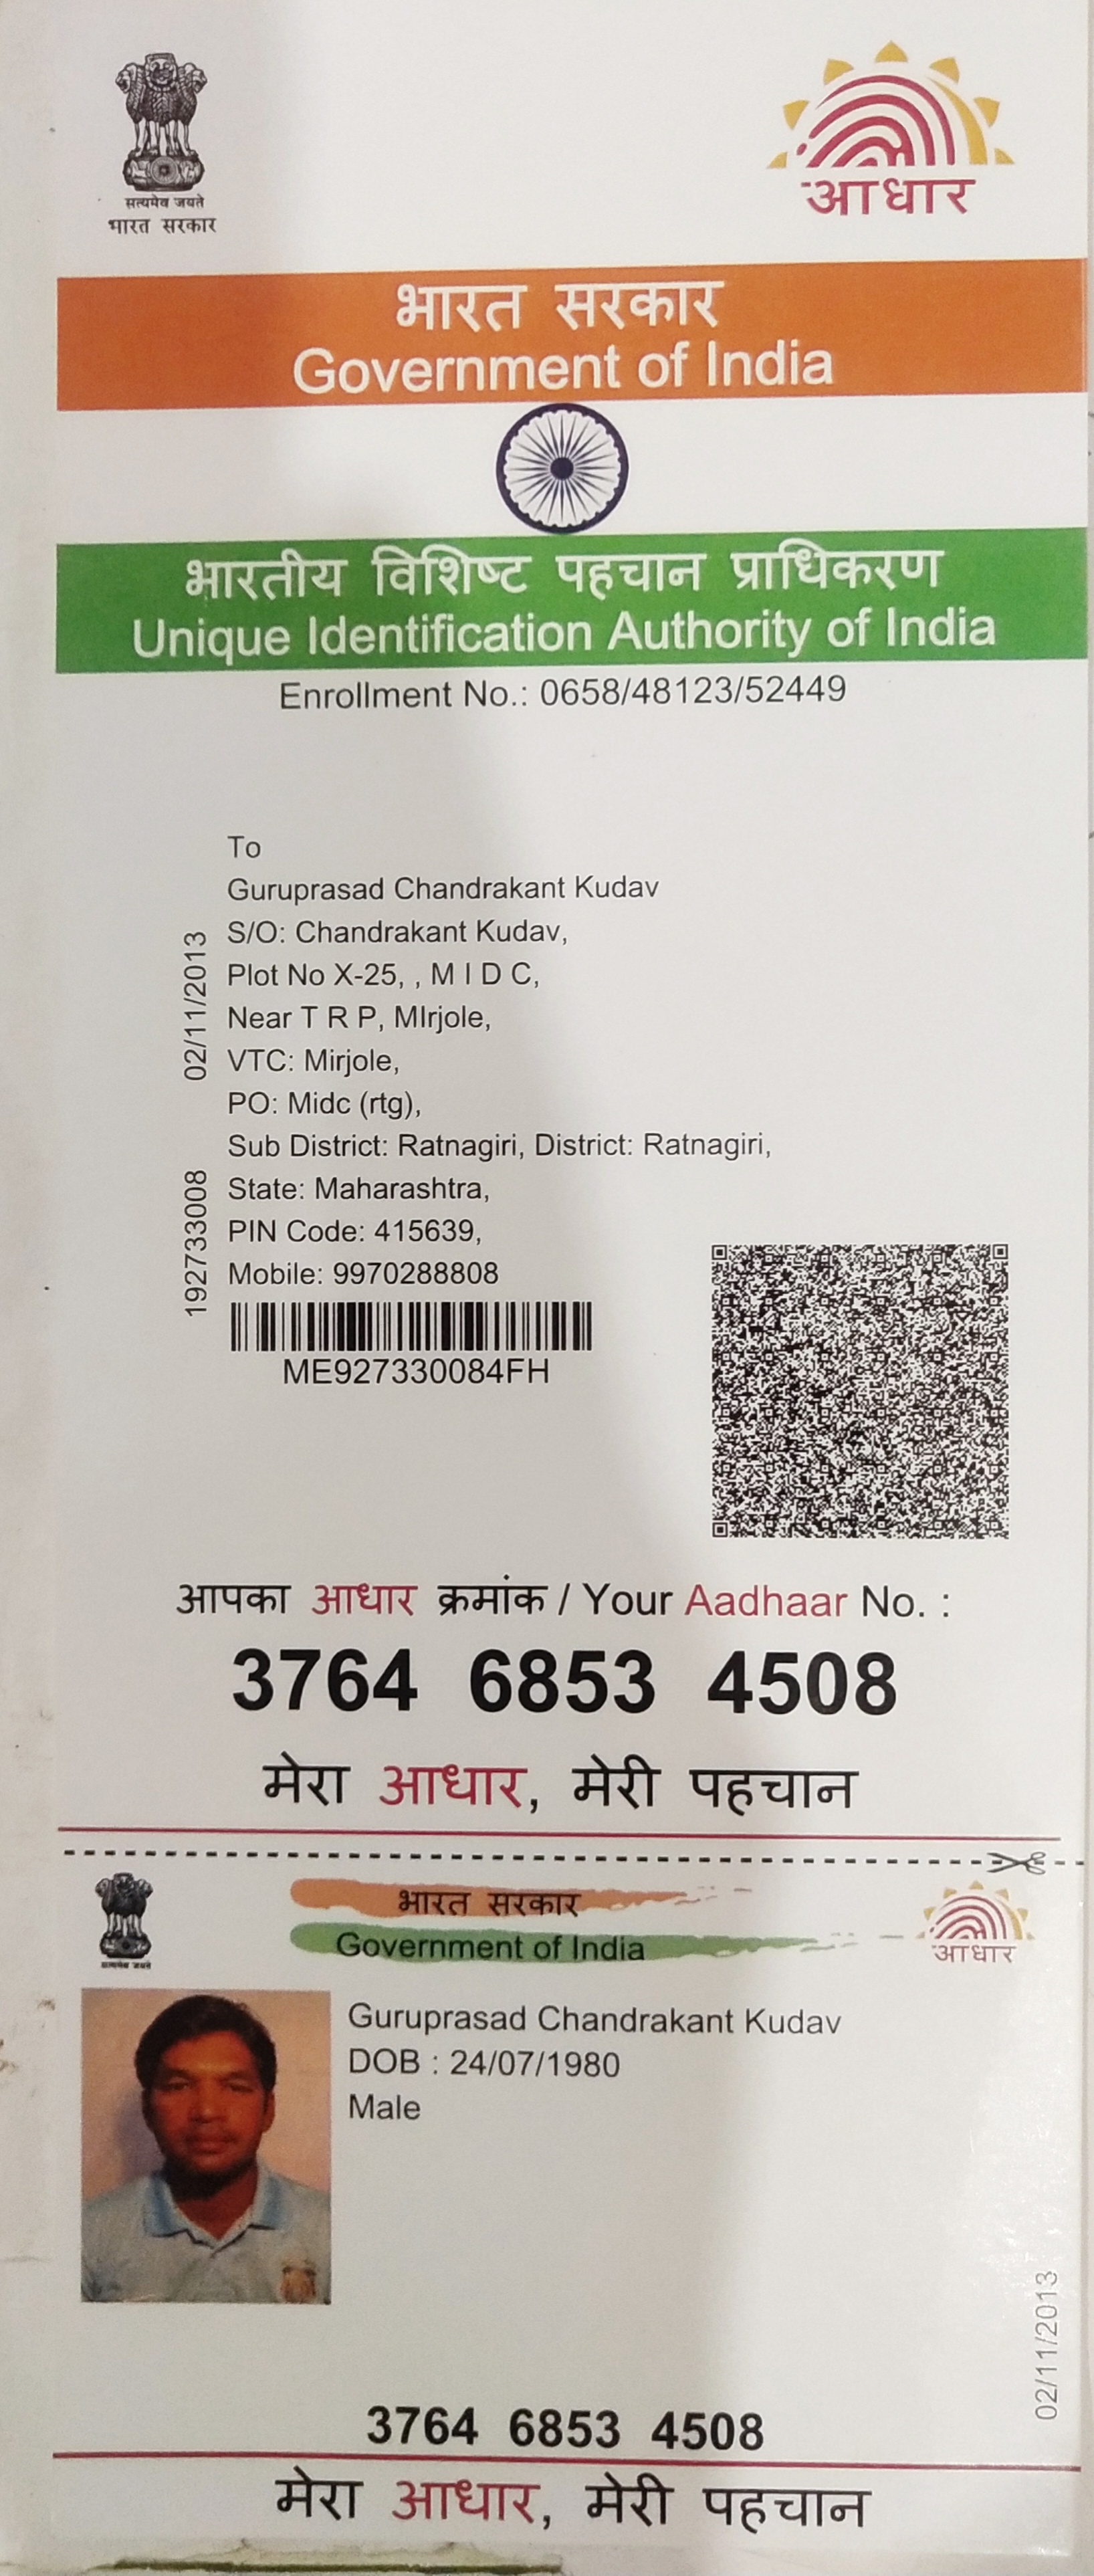 सत्यमेव जयते
भारत सरकार
आधार
भारत सरकार
Government of India
भारतीय विशिष्ट पहचान प्राधिकरण
Unique Identification Authority of India
Enrollment No.: 0658/48123/52449
To
Guruprasad Chandrakant Kudav
S/O: Chandrakant Kudav,
Plot No X-25, , M I D C,
Near T R P, MIrjole,
VTC: Mirjole,
PO: Midc (rtg),
Sub District: Ratnagiri, District: Ratnagiri,
State: Maharashtra,
PIN Code: 415639,
Mobile: 9970288808
02/11/2013
192733008
ME927330084FH
आपका आधार क्रमांक / Your Aadhaar No. :
3764 6853 4508
मेरा आधार, मेरी पहचान
सत्यमेव जयते
भारत सरकार
Government of India
आधार
Guruprasad Chandrakant Kudav
DOB : 24/07/1980
Male
02/11/2013
3764 6853 4508
मेरा आधार, मेरी पहचान